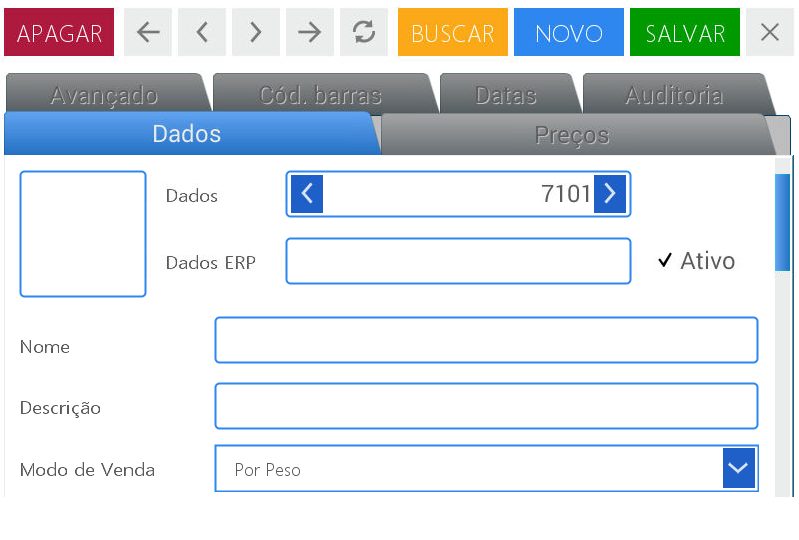 APAGAR BUSCAR NOVO SALVAR
Avançado Cód. barras Datas Auditoria
Dados Preços
Dados 7101
Dados ERP Ativo
Nome
Descrição
Modo de Venda Por Peso